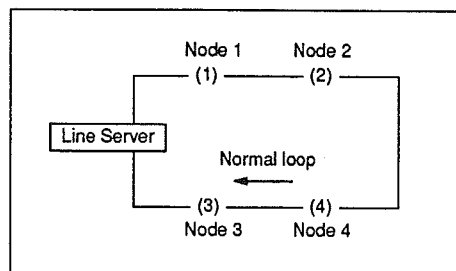 Node 1 Node 2
(1) (2)
Line Server
Normal loop
(3) (4)
Node 3 Node 4